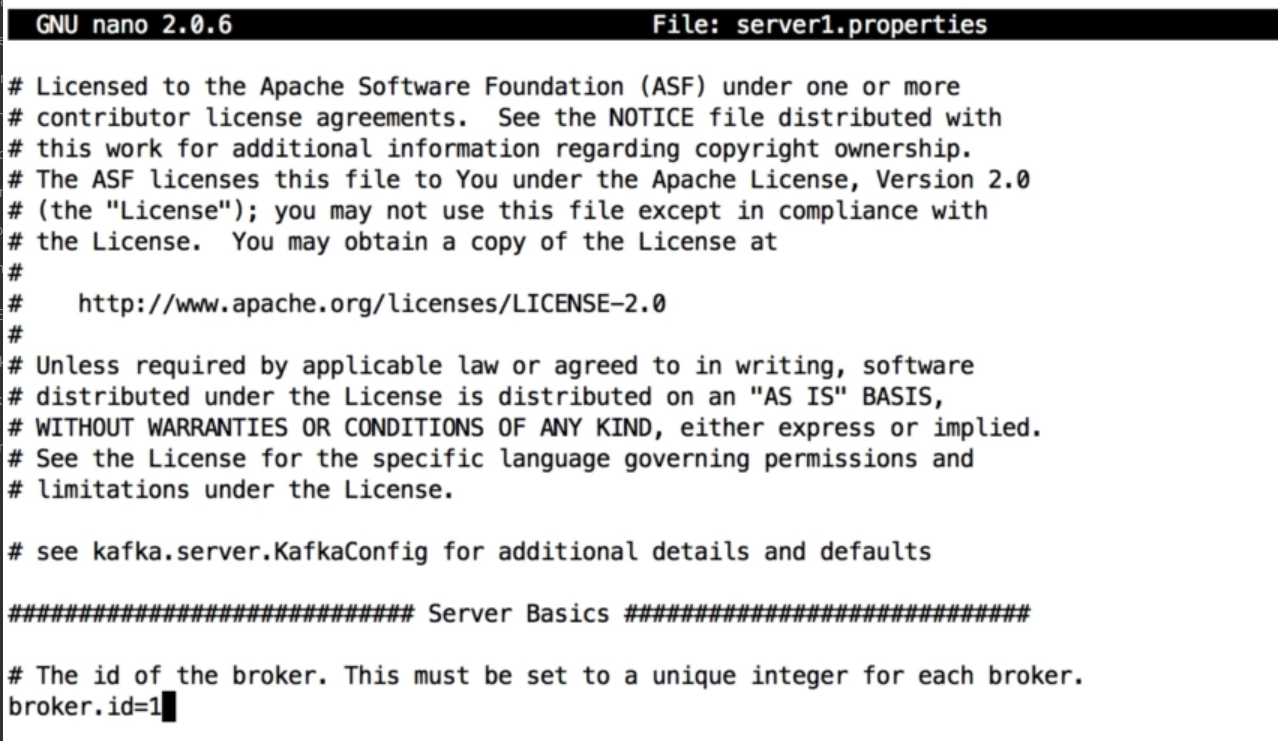 GNU nano 2.0.6 File: server1.properties
# Licensed to the Apache Software Foundation (ASF) under one or more
# contributor license agreements.  See the NOTICE file distributed with
# this work for additional information regarding copyright ownership.
# The ASF licenses this file to You under the Apache License, Version 2.0
# (the "License"); you may not use this file except in compliance with
# the License.  You may obtain a copy of the License at
#
#    http://www.apache.org/licenses/LICENSE-2.0
#
# Unless required by applicable law or agreed to in writing, software
# distributed under the License is distributed on an "AS IS" BASIS,
# WITHOUT WARRANTIES OR CONDITIONS OF ANY KIND, either express or implied.
# See the License for the specific language governing permissions and
# limitations under the License.
# see kafka.server.KafkaConfig for additional details and defaults
############################# Server Basics #############################
# The id of the broker. This must be set to a unique integer for each broker.
broker.id=1